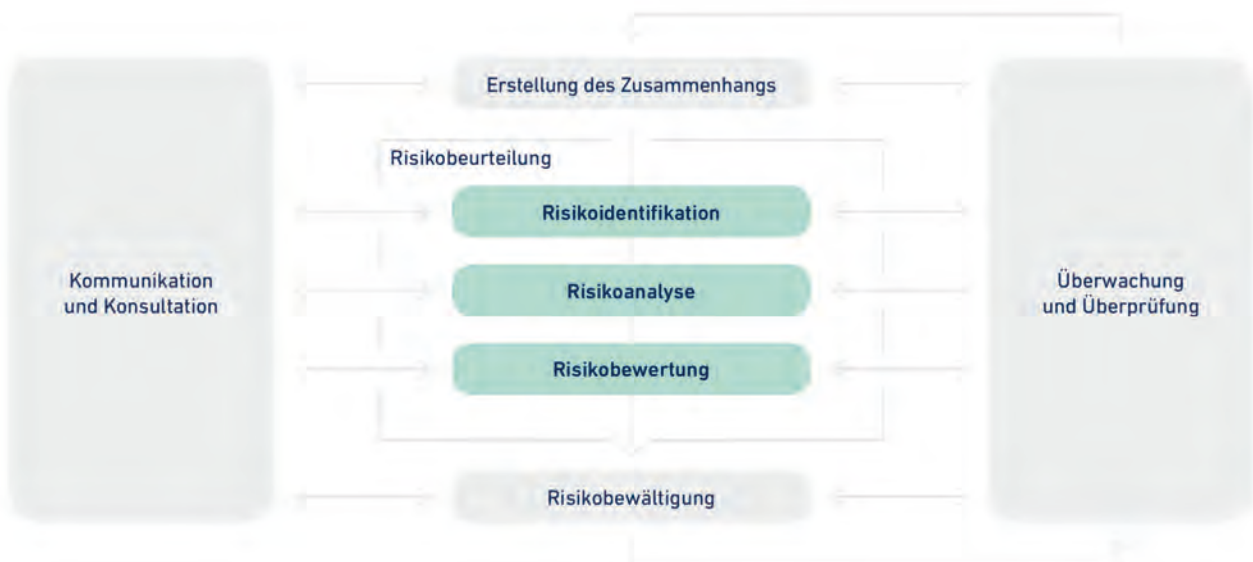 Erstellung des Zusammenhangs
Risikobeurteilung
Risikoidentifikation
Kommunikation
und Konsultation
Risikoanalyse
Überwachung
und Überprüfung
Risikobewertung
Risikobewältigung